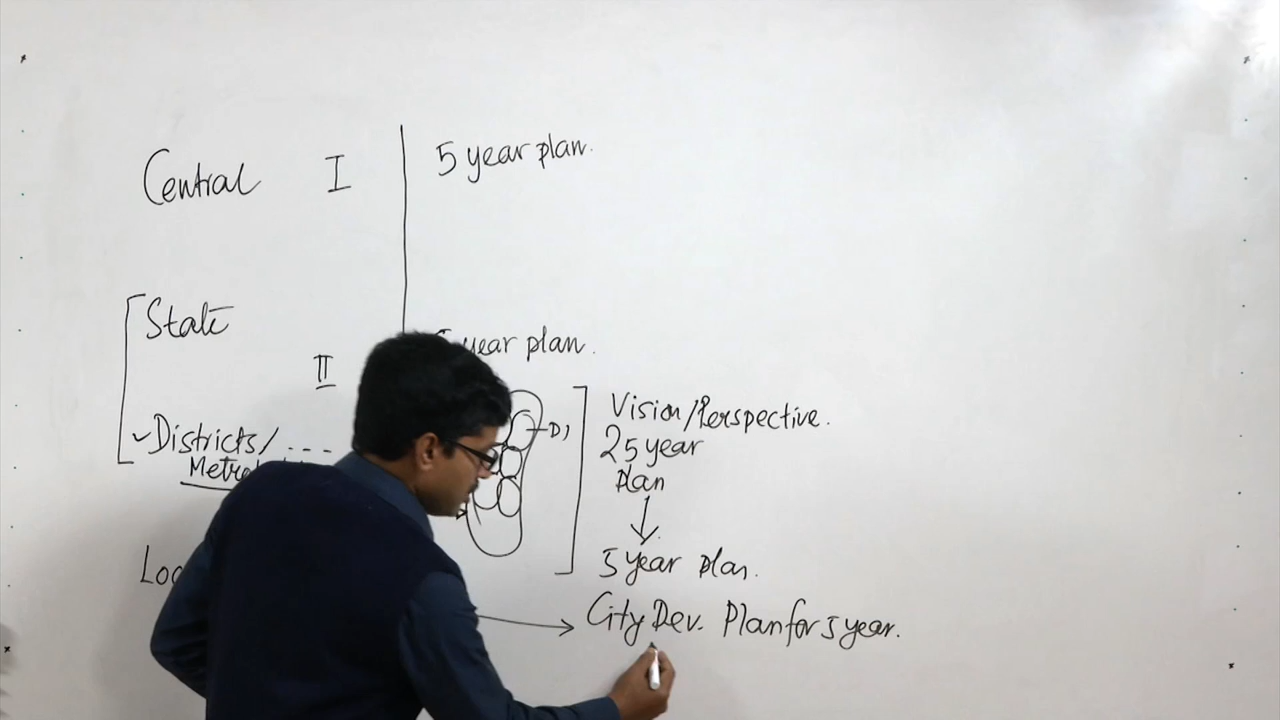 Central I
5 year plan.
State
II
year plan.
Districts/ ....
D1
Vision/Perspective.
25 year
Plan
5 year plan.
City Dev. Plan for 5 year.